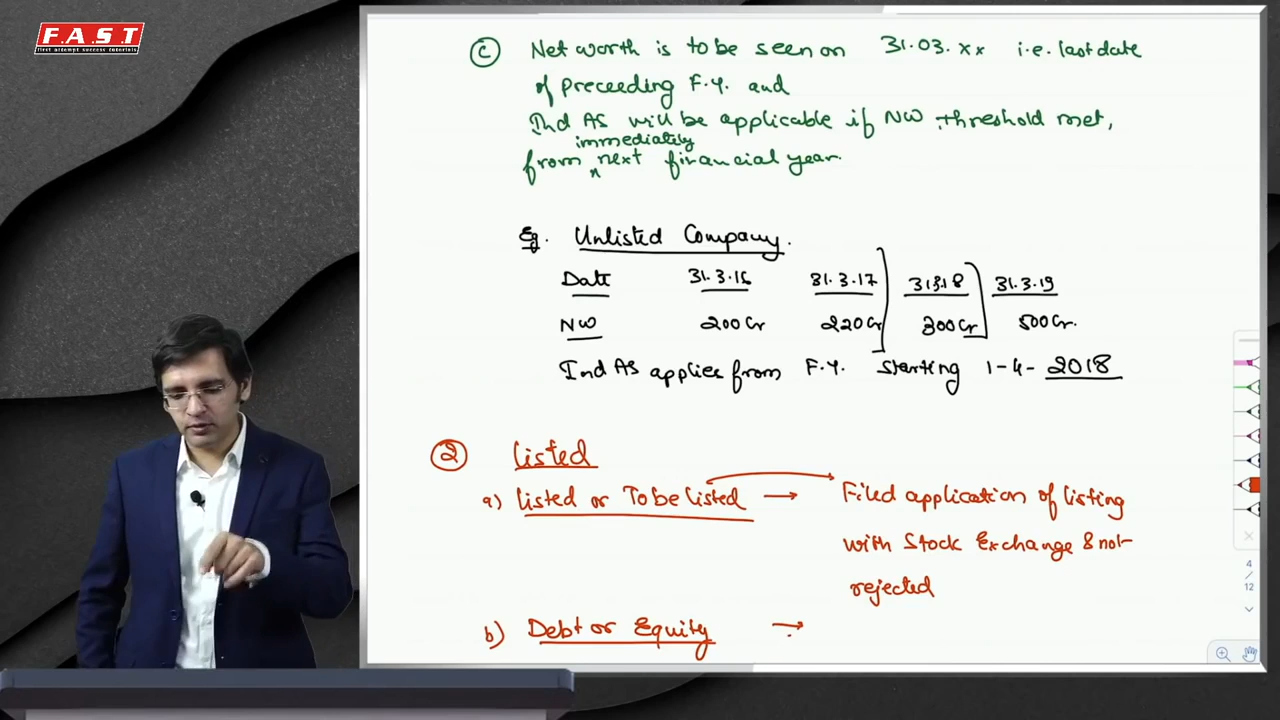 F.A.S.T
first attempt success tutorials
C Net worth is to be seen on 31.03.xx i.e. last date
of preceeding F.Y. and
Ind AS will be applicable if NW threshold met,
immediately
from next financial year.
Eg. Unlisted Company.
Date 31.3.16 31.3.17 31.3.18 31.3.19
NW 200Cr 220Cr 300Cr 500Cr.
Ind AS applies from F.Y. starting 1-4-2018
2 Listed
a) Listed or To be listed → Filed application of listing
with Stock Exchange & not
rejected
b) Debt or Equity →
4
/
12